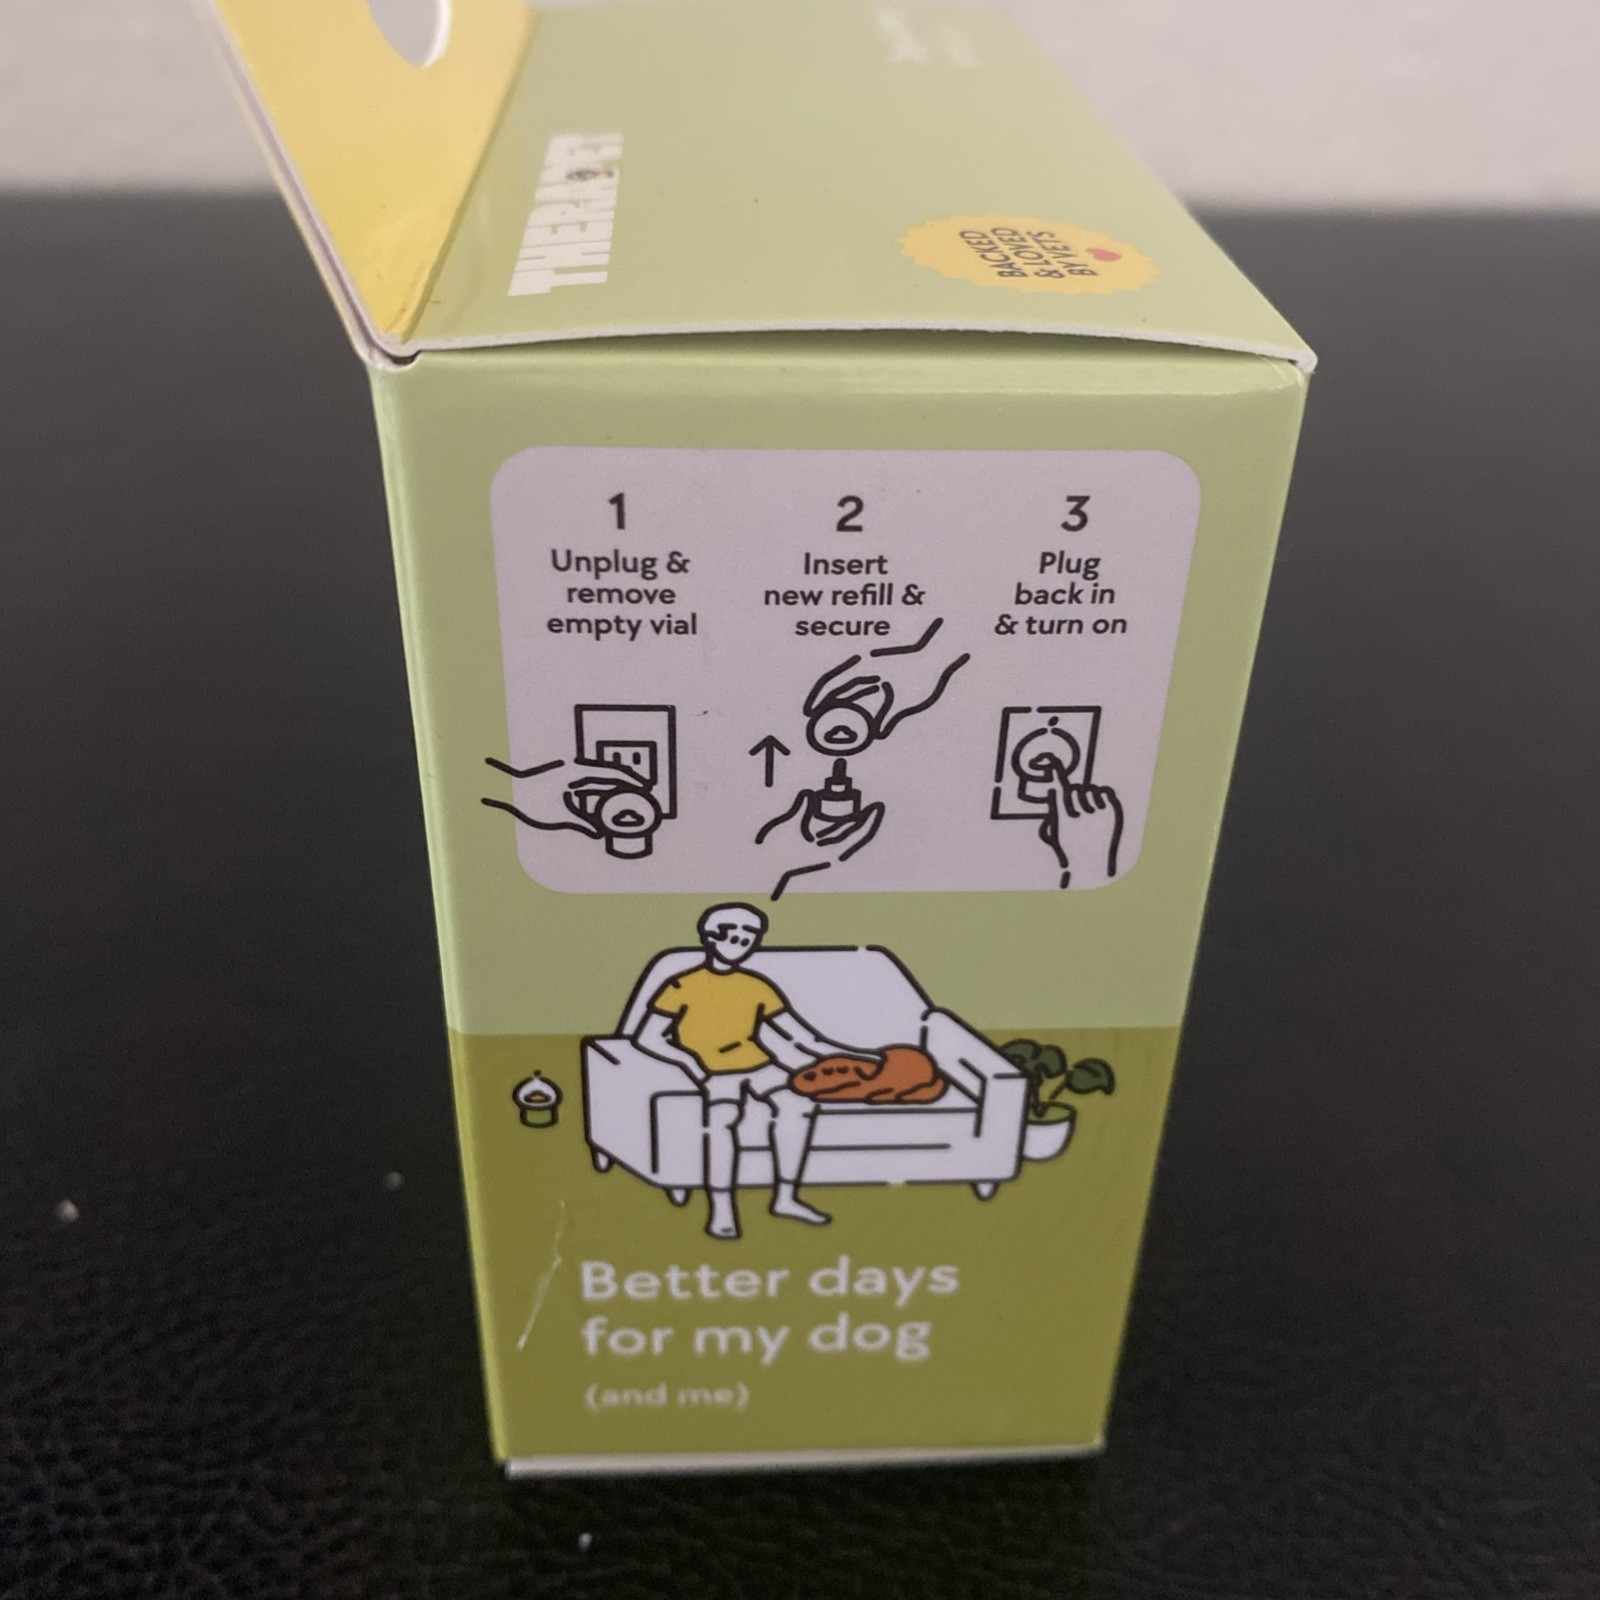 THERAPET
BACKED
& LOVED
BY VETS
1
Unplug &
remove
empty vial
2
Insert
new refill &
secure
3
Plug
back in
& turn on
Better days
for my dog
(and me)